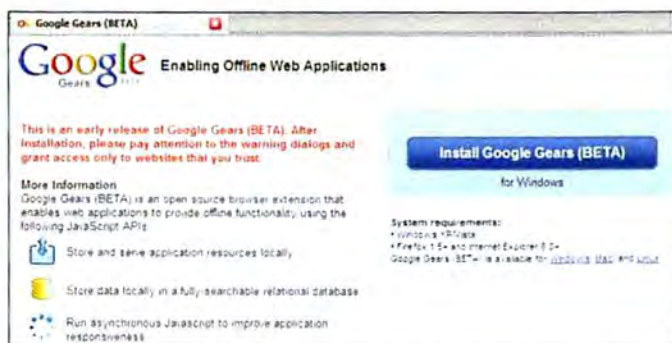 Google Gears (BETA)
Google Enabling Offline Web Applications
Gears BETA
This is an early release of Google Gears (BETA). After
Installation, please pay attention to the warning dialogs and
grant access only to websites that you trust.
More Information
Google Gears (BETA) is an open source browser extension that
enables web applications to provide offline functionality using the
following JavaScript APIs
Store and serve application resources locally
Store data locally in a fully-searchable relational database
Run asynchronous Javascript to improve application
responsiveness
Install Google Gears (BETA)
for Windows
System requirements:
• Windows XP/Vista
• Firefox 1.5+ and Internet Explorer 6.0+
Google Gears (BETA) is available for Windows, Mac, and Linux